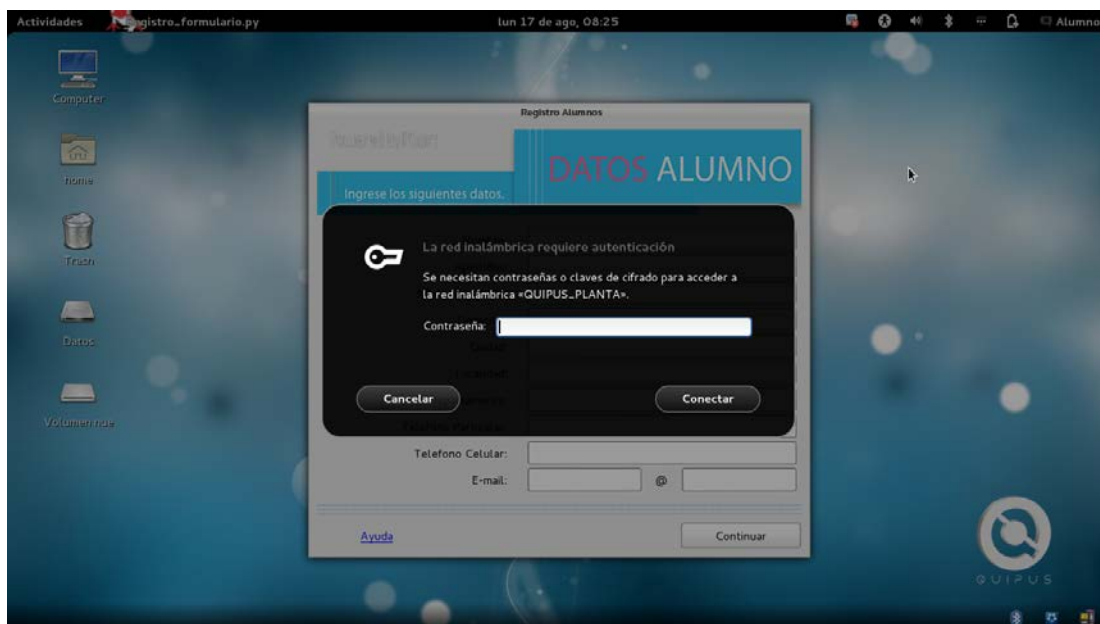 Actividades
Registro_formulario.py
lun 17 de ago, 08:25
Alumno
Computer
home
Trash
Datos
Volumen nue
Registro Alumnos
DATOS ALUMNO
Ingrese los siguientes datos.
La red inalámbrica requiere autenticación
Se necesitan contraseñas o claves de cifrado para acceder a
la red inalámbrica «QUIPUS_PLANTA».
Contraseña:
Cancelar
Conectar
Telefono Celular:
E-mail:
@
Ayuda
Continuar
QUIPUS